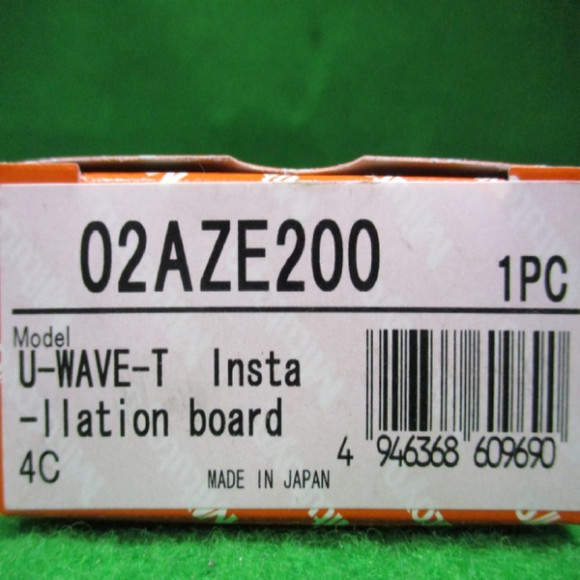 02AZE200
1PC
Model
U-WAVE-T Insta
-llation board
4C
MADE IN JAPAN
4 946368 609690